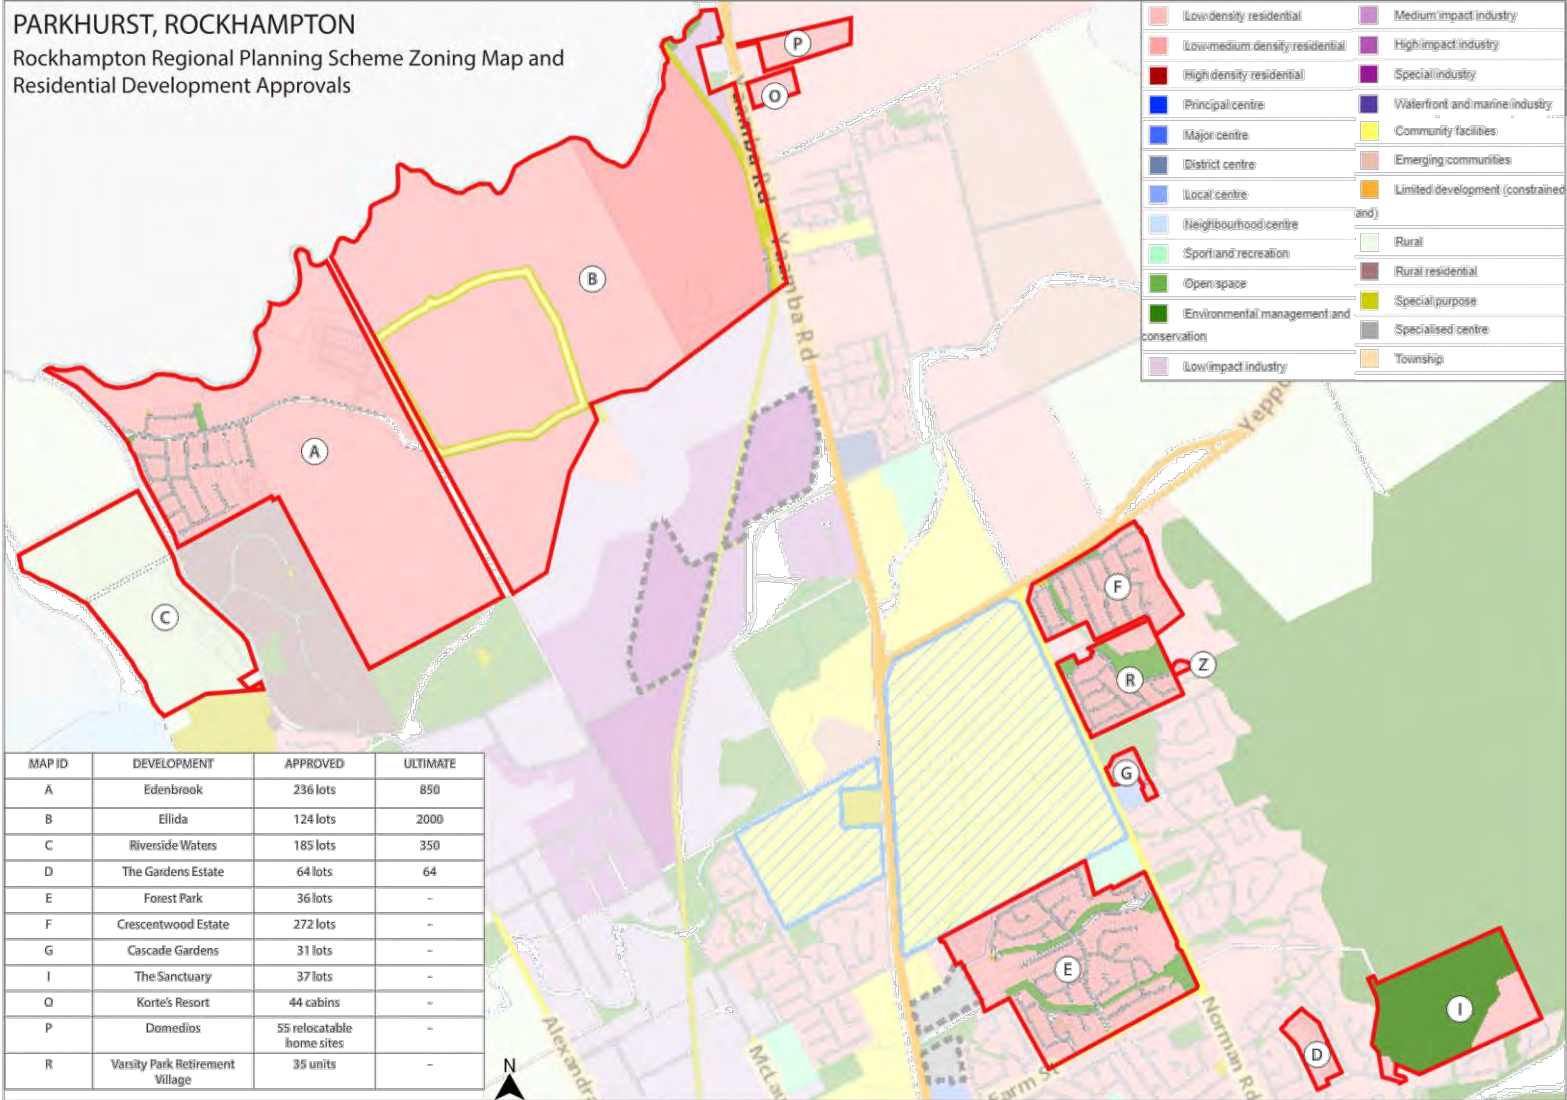 PARKHURST, ROCKHAMPTON
Rockhampton Regional Planning Scheme Zoning Map and
Residential Development Approvals
Low density residential
Low-medium density residential
High density residential
Principal centre
Major centre
District centre
Local centre
Neighbourhood centre
Sport and recreation
Open space
Environmental management and
conservation
Low impact industry
Medium impact industry
High impact industry
Special industry
Waterfront and marine industry
Community facilities
Emerging communities
Limited development (constrained
and)
Rural
Rural residential
Special purpose
Specialised centre
Township
P
O
B
A
C
F
Z
R
G
E
I
D
Yaamba Rd
Yaamba Rd
Yeppo
Norman Rd
Farm St
Alexandra
McLau
N
MAP ID DEVELOPMENT APPROVED ULTIMATE
A Edenbrook 236 lots 850
B Ellida 124 lots 2000
C Riverside Waters 185 lots 350
D The Gardens Estate 64 lots 64
E Forest Park 36 lots -
F Crescentwood Estate 272 lots -
G Cascade Gardens 31 lots -
I The Sanctuary 37 lots -
O Korte's Resort 44 cabins -
P Domedios 55 relocatable -
home sites
R Varsity Park Retirement 35 units -
Village